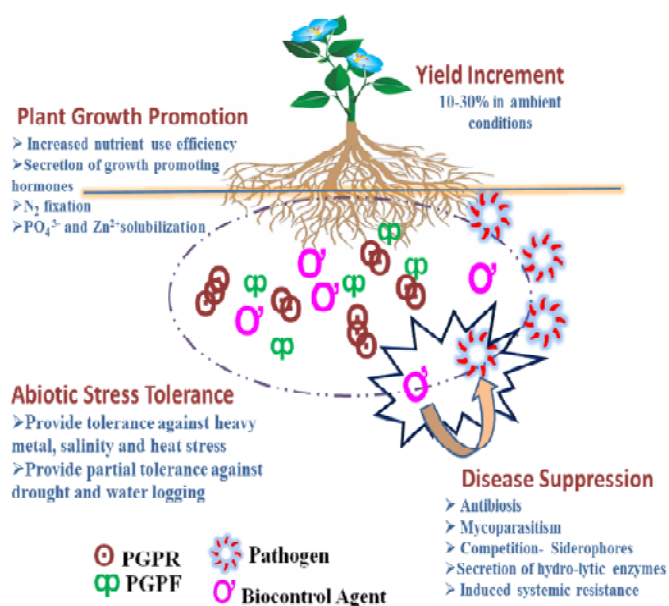 Yield Increment
10-30% in ambient
conditions
Plant Growth Promotion
➢ Increased nutrient use efficiency
➢Secretion of growth promoting
hormones
➢N₂ fixation
➢PO₄³⁻ and Zn²⁺solubilization
Abiotic Stress Tolerance
➢Provide tolerance against heavy
metal, salinity and heat stress
➢Provide partial tolerance against
drought and water logging
Disease Suppression
➢ Antibiosis
➢ Mycoparasitism
➢ Competition- Siderophores
➢Secretion of hydro-lytic enzymes
➢ Induced systemic resistance
PGPR
PGPF
Pathogen
Biocontrol Agent